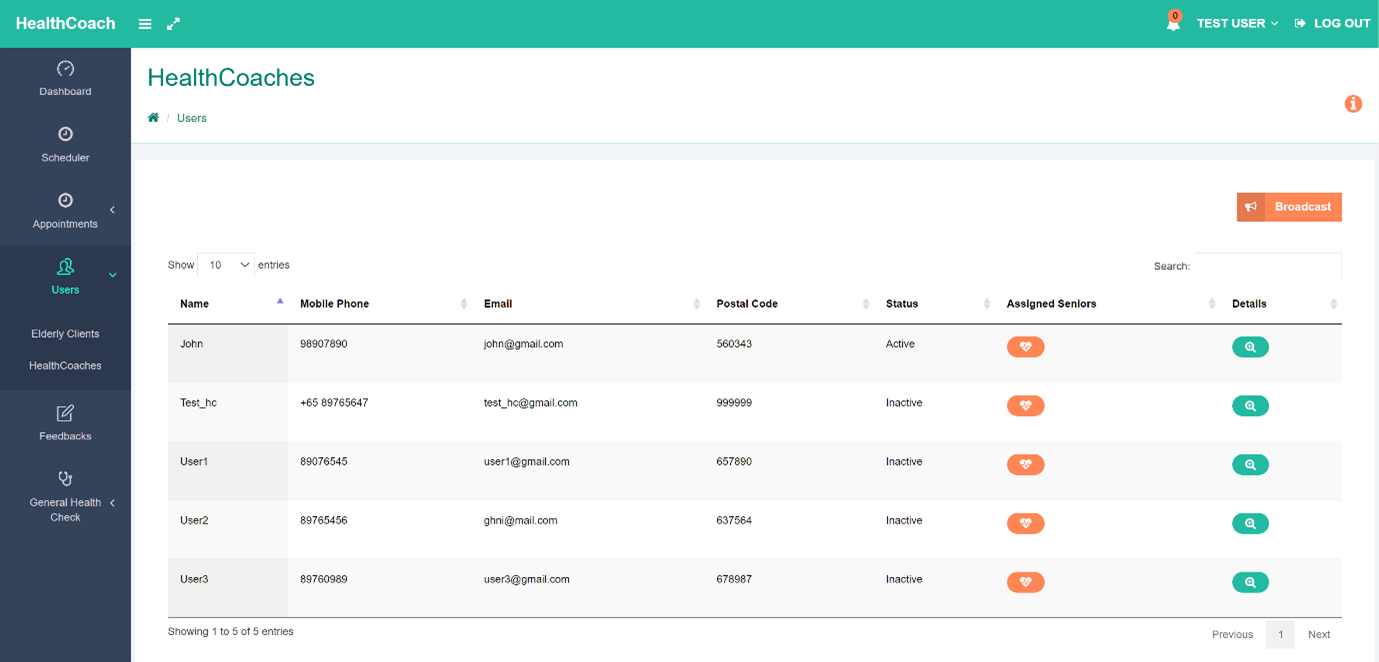 HealthCoach
0
TEST USER
LOG OUT
Dashboard
Scheduler
Appointments
Users
Elderly Clients
HealthCoaches
Feedbacks
General Health
Check
HealthCoaches
/ Users
Broadcast
Show 10 entries
Search:
Name Mobile Phone Email Postal Code Status Assigned Seniors Details
John 98907890 john@gmail.com 560343 Active
Test_hc +65 89765647 test_hc@gmail.com 999999 Inactive
User1 89076545 user1@gmail.com 657890 Inactive
User2 89765456 ghni@mail.com 637564 Inactive
User3 89760989 user3@gmail.com 678987 Inactive
Showing 1 to 5 of 5 entries
Previous 1 Next